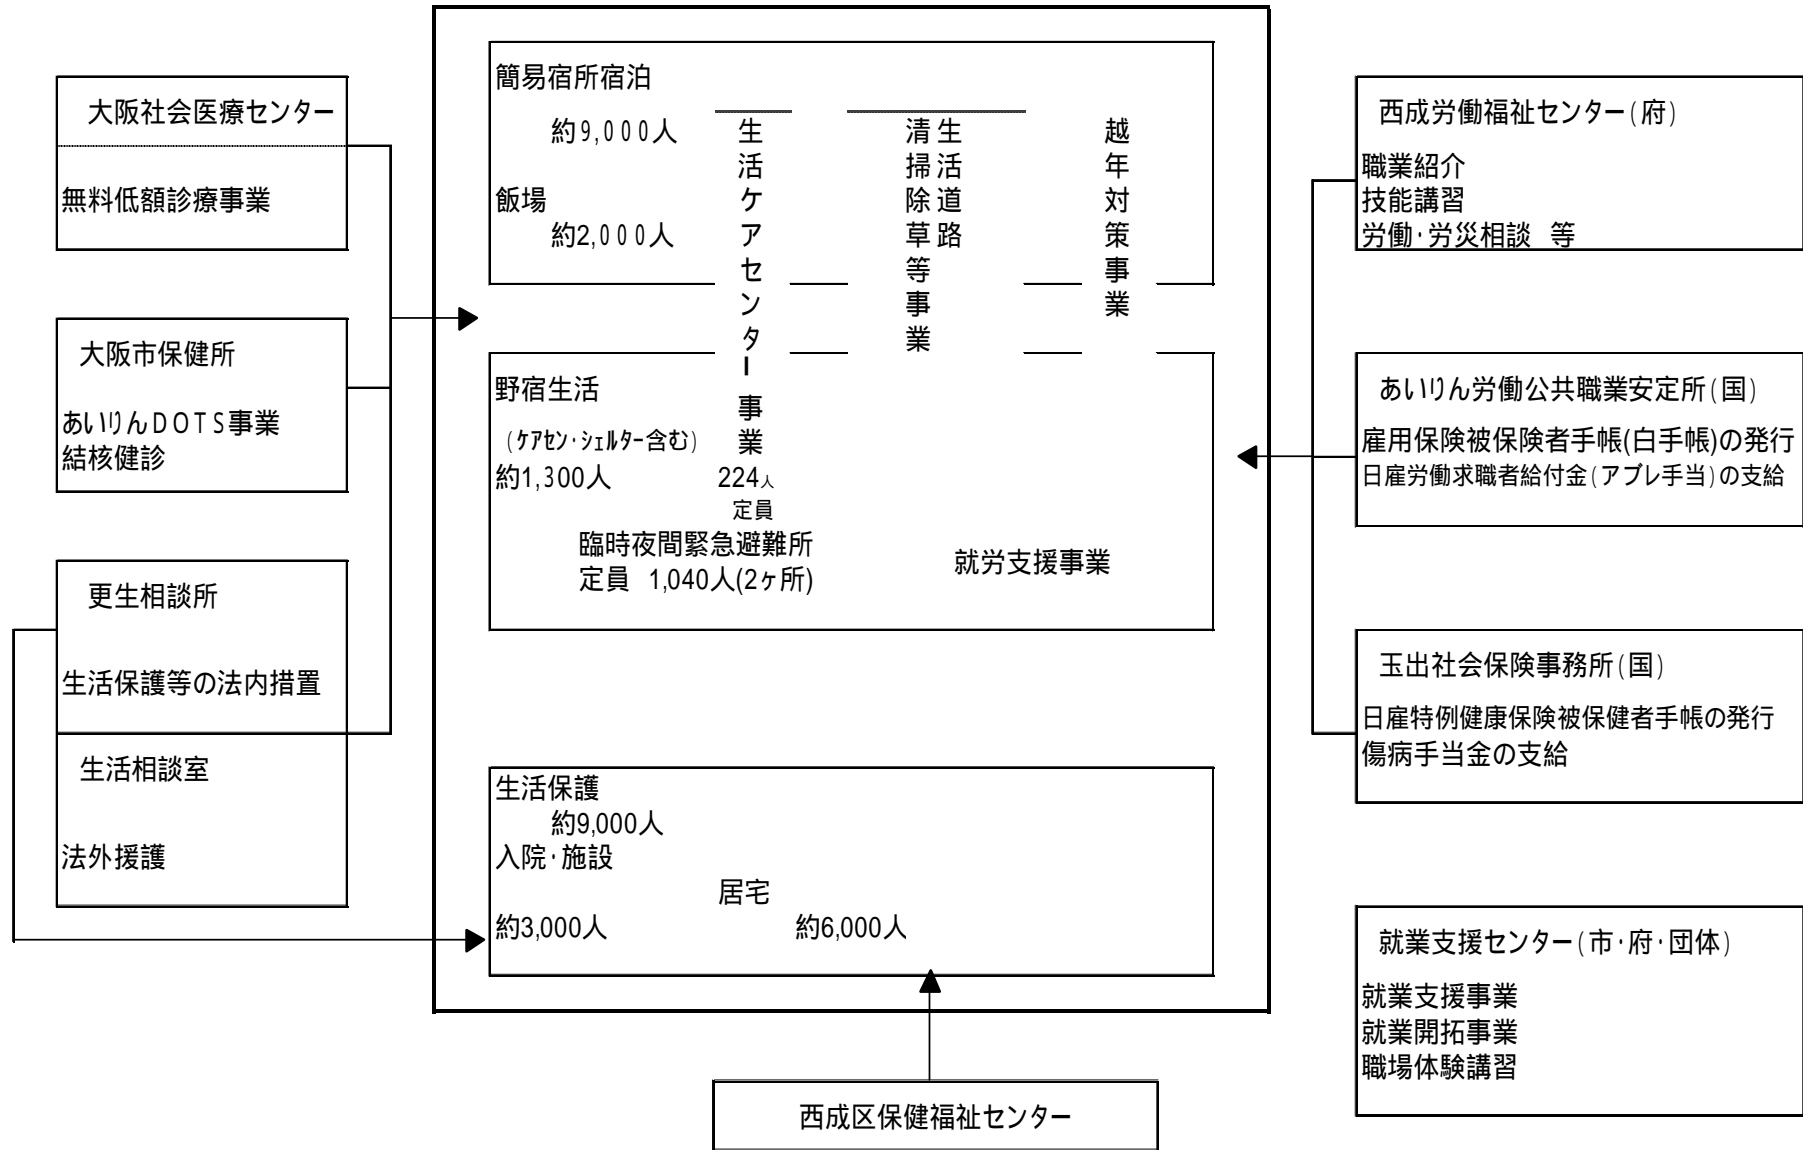 大阪社会医療センター
無料低額診療事業
大阪市保健所
あいりんDOTS事業
結核健診
更生相談所
生活保護等の法内措置
生活相談室
法外援護
簡易宿所宿泊
約9,000人
飯場
約2,000人
生活ケアセンター事業
224人
定員
生活道路
清掃除草等事業
越年対策事業
野宿生活
(ケアセン・シェルター含む)
約1,300人
臨時夜間緊急避難所
定員 1,040人(2ヶ所)
就労支援事業
生活保護
約9,000人
入院・施設
居宅
約3,000人
約6,000人
西成区保健福祉センター
西成労働福祉センター(府)
職業紹介
技能講習
労働・労災相談 等
あいりん労働公共職業安定所(国)
雇用保険被保険者手帳(白手帳)の発行
日雇労働求職者給付金(アブレ手当)の支給
玉出社会保険事務所(国)
日雇特例健康保険被保健者手帳の発行
傷病手当金の支給
就業支援センター(市・府・団体)
就業支援事業
就業開拓事業
職場体験講習